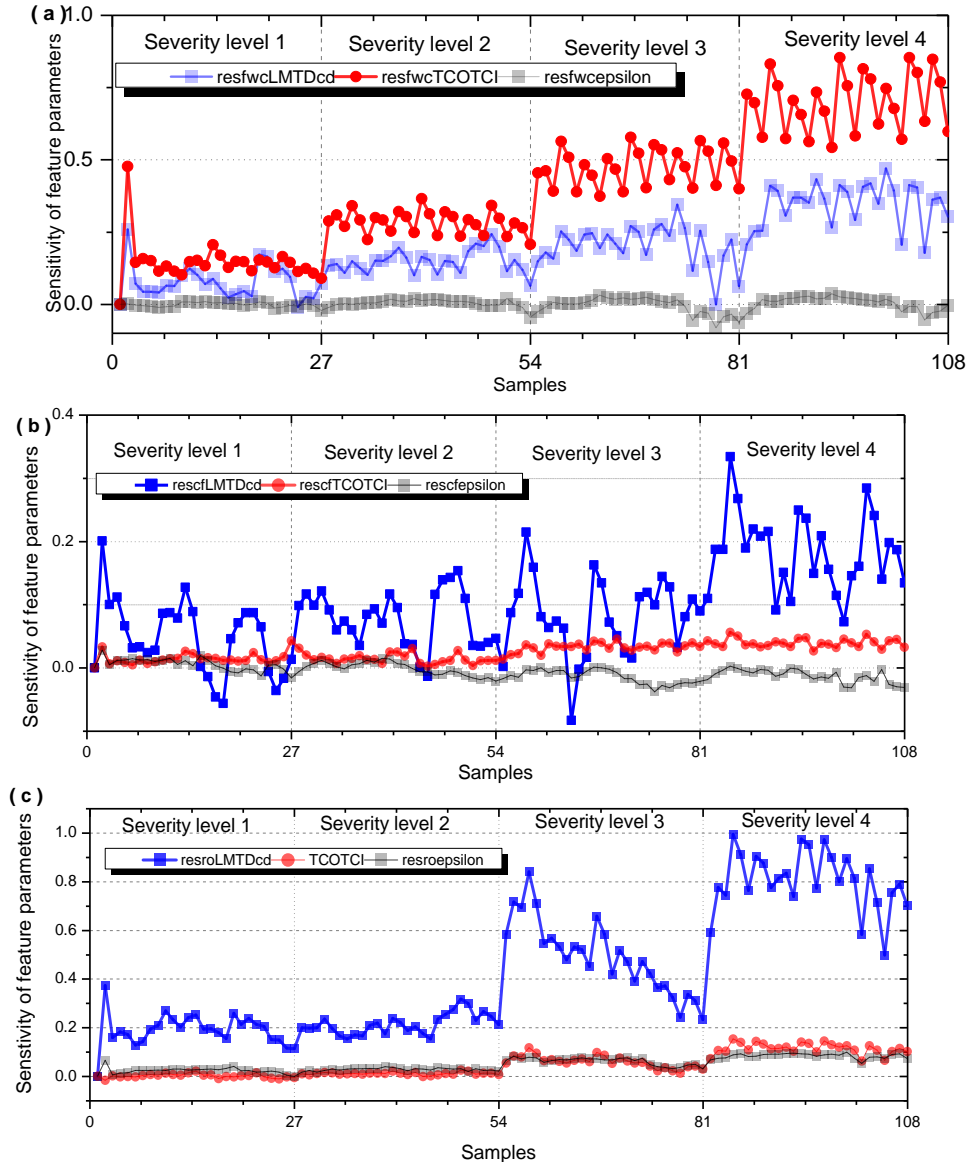 (a)
1.0
Severity level 1
Severity level 2
Severity level 3
Severity level 4
resfwcLMTDcd resfwcTCOTCI resfwcepsilon
0.5
0.0
Sensitivity of feature parameters
0 27 54 81 108
Samples
(b)
0.4
Severity level 1
Severity level 2
Severity level 3
Severity level 4
rescfLMTDcd rescfTCOTCI rescfepsilon
0.2
0.0
Senstivity of feature parameters
0 27 54 81 108
Samples
(c)
Severity level 1
Severity level 2
Severity level 3
Severity level 4
1.0
resroLMTDcd TCOTCI resroepsilon
0.8
0.6
0.4
0.2
0.0
Senstivity of feature parameters
0 27 54 81 108
Samples